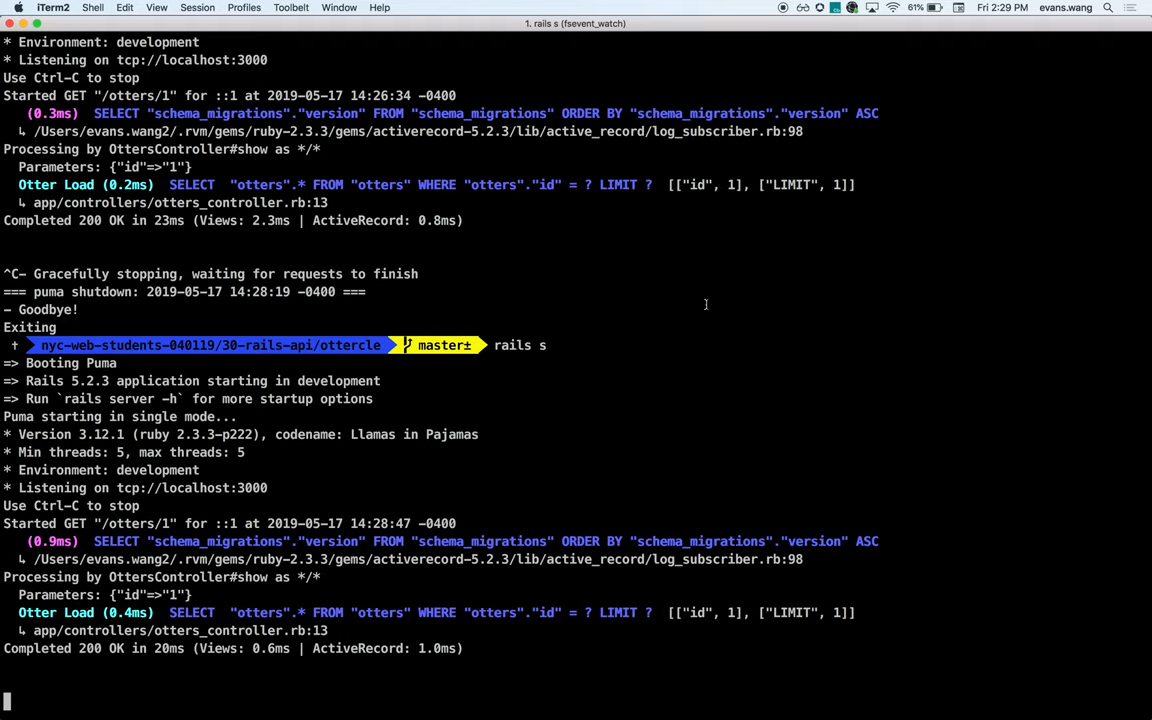 iTerm2 Shell Edit View Session Profiles Toolbelt Window Help 61% Fri 2:29 PM evans.wang
1. rails s (fsevent_watch)
* Environment: development
* Listening on tcp://localhost:3000
Use Ctrl-C to stop
Started GET "/otters/1" for ::1 at 2019-05-17 14:26:34 -0400
(0.3ms) SELECT "schema_migrations"."version" FROM "schema_migrations" ORDER BY "schema_migrations"."version" ASC
↳ /Users/evans.wang2/.rvm/gems/ruby-2.3.3/gems/activerecord-5.2.3/lib/active_record/log_subscriber.rb:98
Processing by OttersController#show as */*
Parameters: {"id"=>"1"}
Otter Load (0.2ms) SELECT "otters".* FROM "otters" WHERE "otters"."id" = ? LIMIT ? [["id", 1], ["LIMIT", 1]]
↳ app/controllers/otters_controller.rb:13
Completed 200 OK in 23ms (Views: 2.3ms | ActiveRecord: 0.8ms)
^C- Gracefully stopping, waiting for requests to finish
=== puma shutdown: 2019-05-17 14:28:19 -0400 ===
- Goodbye!
Exiting
✝ nyc-web-students-040119/30-rails-api/ottercle master± rails s
=> Booting Puma
=> Rails 5.2.3 application starting in development
=> Run `rails server -h` for more startup options
Puma starting in single mode...
* Version 3.12.1 (ruby 2.3.3-p222), codename: Llamas in Pajamas
* Min threads: 5, max threads: 5
* Environment: development
* Listening on tcp://localhost:3000
Use Ctrl-C to stop
Started GET "/otters/1" for ::1 at 2019-05-17 14:28:47 -0400
(0.9ms) SELECT "schema_migrations"."version" FROM "schema_migrations" ORDER BY "schema_migrations"."version" ASC
↳ /Users/evans.wang2/.rvm/gems/ruby-2.3.3/gems/activerecord-5.2.3/lib/active_record/log_subscriber.rb:98
Processing by OttersController#show as */*
Parameters: {"id"=>"1"}
Otter Load (0.4ms) SELECT "otters".* FROM "otters" WHERE "otters"."id" = ? LIMIT ? [["id", 1], ["LIMIT", 1]]
↳ app/controllers/otters_controller.rb:13
Completed 200 OK in 20ms (Views: 0.6ms | ActiveRecord: 1.0ms)